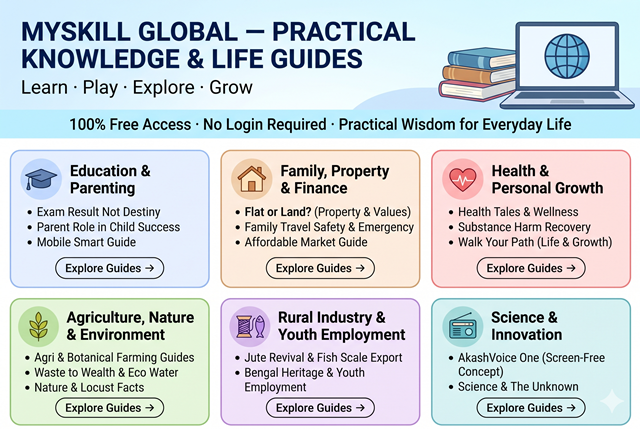 MYSKILL GLOBAL — PRACTICAL
KNOWLEDGE & LIFE GUIDES
Learn · Play · Explore · Grow
100% Free Access · No Login Required · Practical Wisdom for Everyday Life
Education &
Parenting
• Exam Result Not Destiny
• Parent Role in Child Success
• Mobile Smart Guide
Explore Guides →
Family, Property
& Finance
• Flat or Land? (Property & Values)
• Family Travel Safety & Emergency
• Affordable Market Guide
Explore Guides →
Health &
Personal Growth
• Health Tales & Wellness
• Substance Harm Recovery
• Walk Your Path (Life & Growth)
Explore Guides →
Agriculture, Nature
& Environment
• Agri & Botanical Farming Guides
• Waste to Wealth & Eco Water
• Nature & Locust Facts
Explore Guides →
Rural Industry &
Youth Employment
• Jute Revival & Fish Scale Export
• Bengal Heritage & Youth
Employment
Explore Guides →
Science &
Innovation
• AkashVoice One (Screen-Free
Concept)
• Science & The Unknown
Explore Guides →